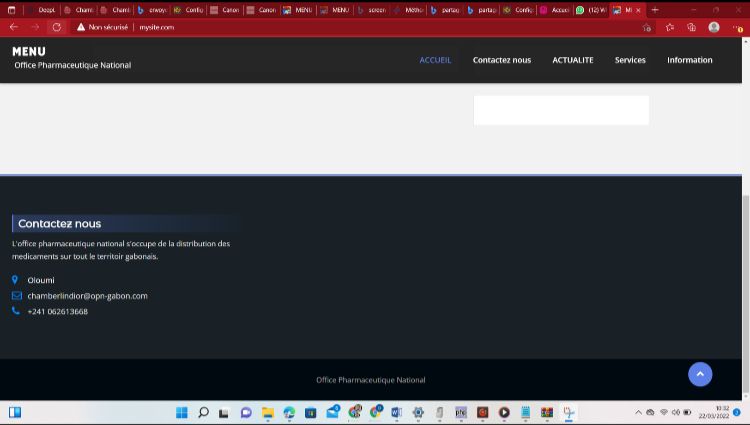 DeepL Chaml Chaml envoye Config Canon Canon MENU MENU screen Métho partag partag Config Accuei (12) W ME
Non sécurisé mysite.com
MENU
Office Pharmaceutique National
ACCUEIL Contactez nous ACTUALITE Services Information
Contactez nous
L'office pharmaceutique national s'occupe de la distribution des
medicaments sur tout le territoir gabonais.
Oloumi
chamberlindior@opn-gabon.com
+241 062613668
Office Pharmaceutique National
10:32
22/03/2022